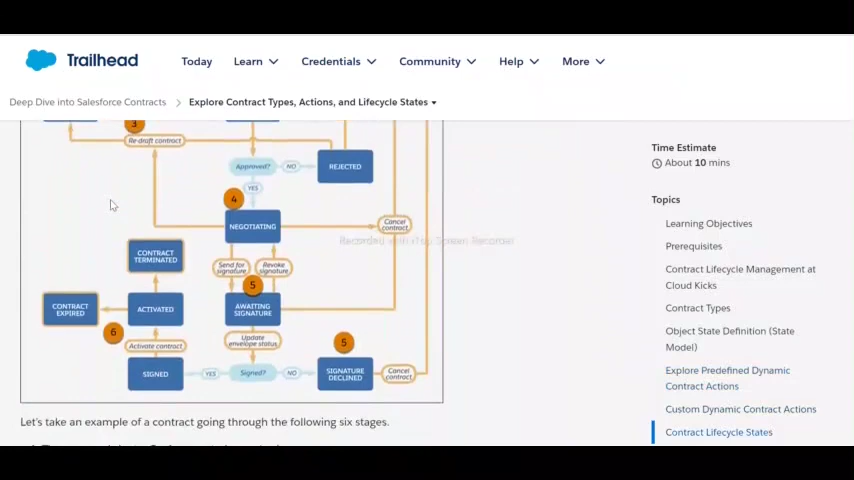 Trailhead
Today
Learn
Credentials
Community
Help
More
Deep Dive into Salesforce Contracts
Explore Contract Types, Actions, and Lifecycle States
3
Re-draft contract
Approved?
NO
REJECTED
YES
4
NEGOTIATING
Cancel
contract
Recorded with iTop Screen Recorder
CONTRACT
TERMINATED
Send for
signature
Revoke
signature
5
CONTRACT
EXPIRED
ACTIVATED
AWAITING
SIGNATURE
6
Activate contract
Update
envelope status
5
SIGNED
YES
Signed?
NO
SIGNATURE
DECLINED
Cancel
contract
Let's take an example of a contract going through the following six stages.
Time Estimate
About 10 mins
Topics
Learning Objectives
Prerequisites
Contract Lifecycle Management at
Cloud Kicks
Contract Types
Object State Definition (State
Model)
Explore Predefined Dynamic
Contract Actions
Custom Dynamic Contract Actions
Contract Lifecycle States